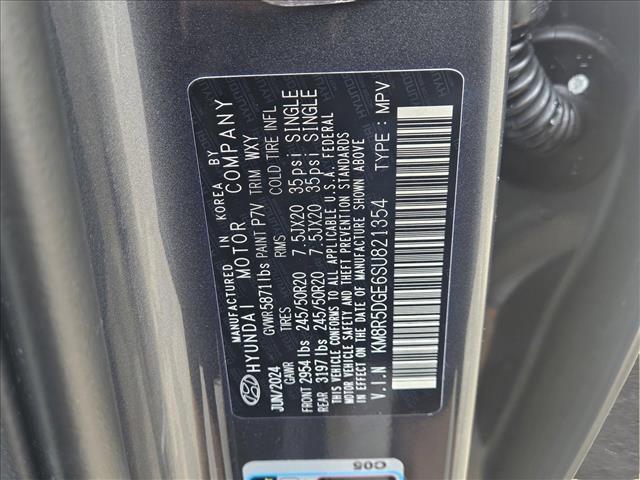 MANUFACTURED IN KOREA BY
HYUNDAI MOTOR COMPANY
JUN/2024 GVWR 5871 lbs PAINT P7V TRIM WXY
GAWR TIRES RIMS COLD TIRE INFL
FRONT 2954 lbs 245/50R20 7.5JX20 35psi SINGLE
REAR 3197 lbs 245/50R20 7.5JX20 35psi SINGLE
THIS VEHICLE CONFORMS TO ALL APPLICABLE U.S.A. FEDERAL
MOTOR VEHICLE SAFETY AND THEFT PREVENTION STANDARDS
IN EFFECT ON THE DATE OF MANUFACTURE SHOWN ABOVE
V.I.N KM8R5DGE6SU821354 TYPE: MPV
C05